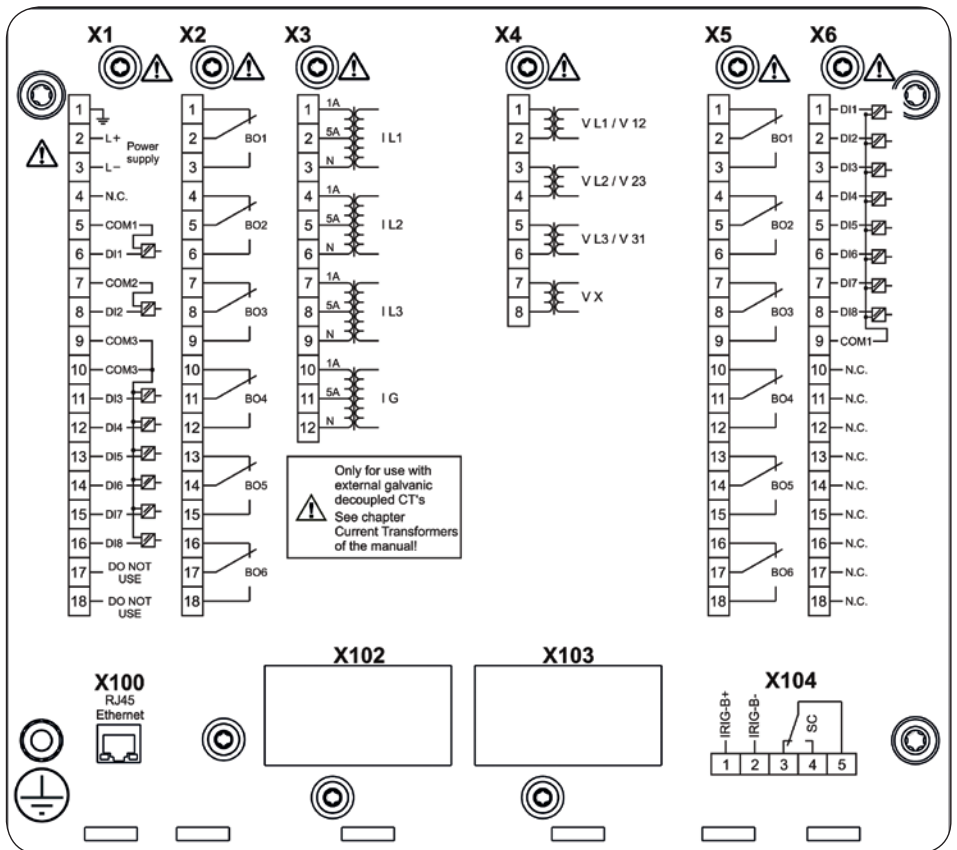 X1
1
2 L+ Power
3 L− supply
4 N.C.
5 COM1
6 DI1
7 COM2
8 DI2
9 COM3
10 COM3
11 DI3
12 DI4
13 DI5
14 DI6
15 DI7
16 DI8
17 DO NOT
USE
18 DO NOT
USE
X2
1
2 BO1
3
4
5 BO2
6
7
8 BO3
9
10
11 BO4
12
13
14 BO5
15
16
17 BO6
18
X3
1 1A
2 5A I L1
3 N
4 1A
5 5A I L2
6 N
7 1A
8 5A I L3
9 N
10 1A
11 5A I G
12 N
Only for use with
external galvanic
decoupled CT's
See chapter
Current Transformers
of the manual!
X4
1
2 V L1 / V 12
3
4 V L2 / V 23
5
6 V L3 / V 31
7
8 V X
X5
1
2 BO1
3
4
5 BO2
6
7
8 BO3
9
10
11 BO4
12
13
14 BO5
15
16
17 BO6
18
X6
1 DI1
2 DI2
3 DI3
4 DI4
5 DI5
6 DI6
7 DI7
8 DI8
9 COM1
10 N.C.
11 N.C.
12 N.C.
13 N.C.
14 N.C.
15 N.C.
16 N.C.
17 N.C.
18 N.C.
X100
RJ45
Ethernet
X102
X103
X104
IRIG-B+
IRIG-B-
SC
1 2 3 4 5